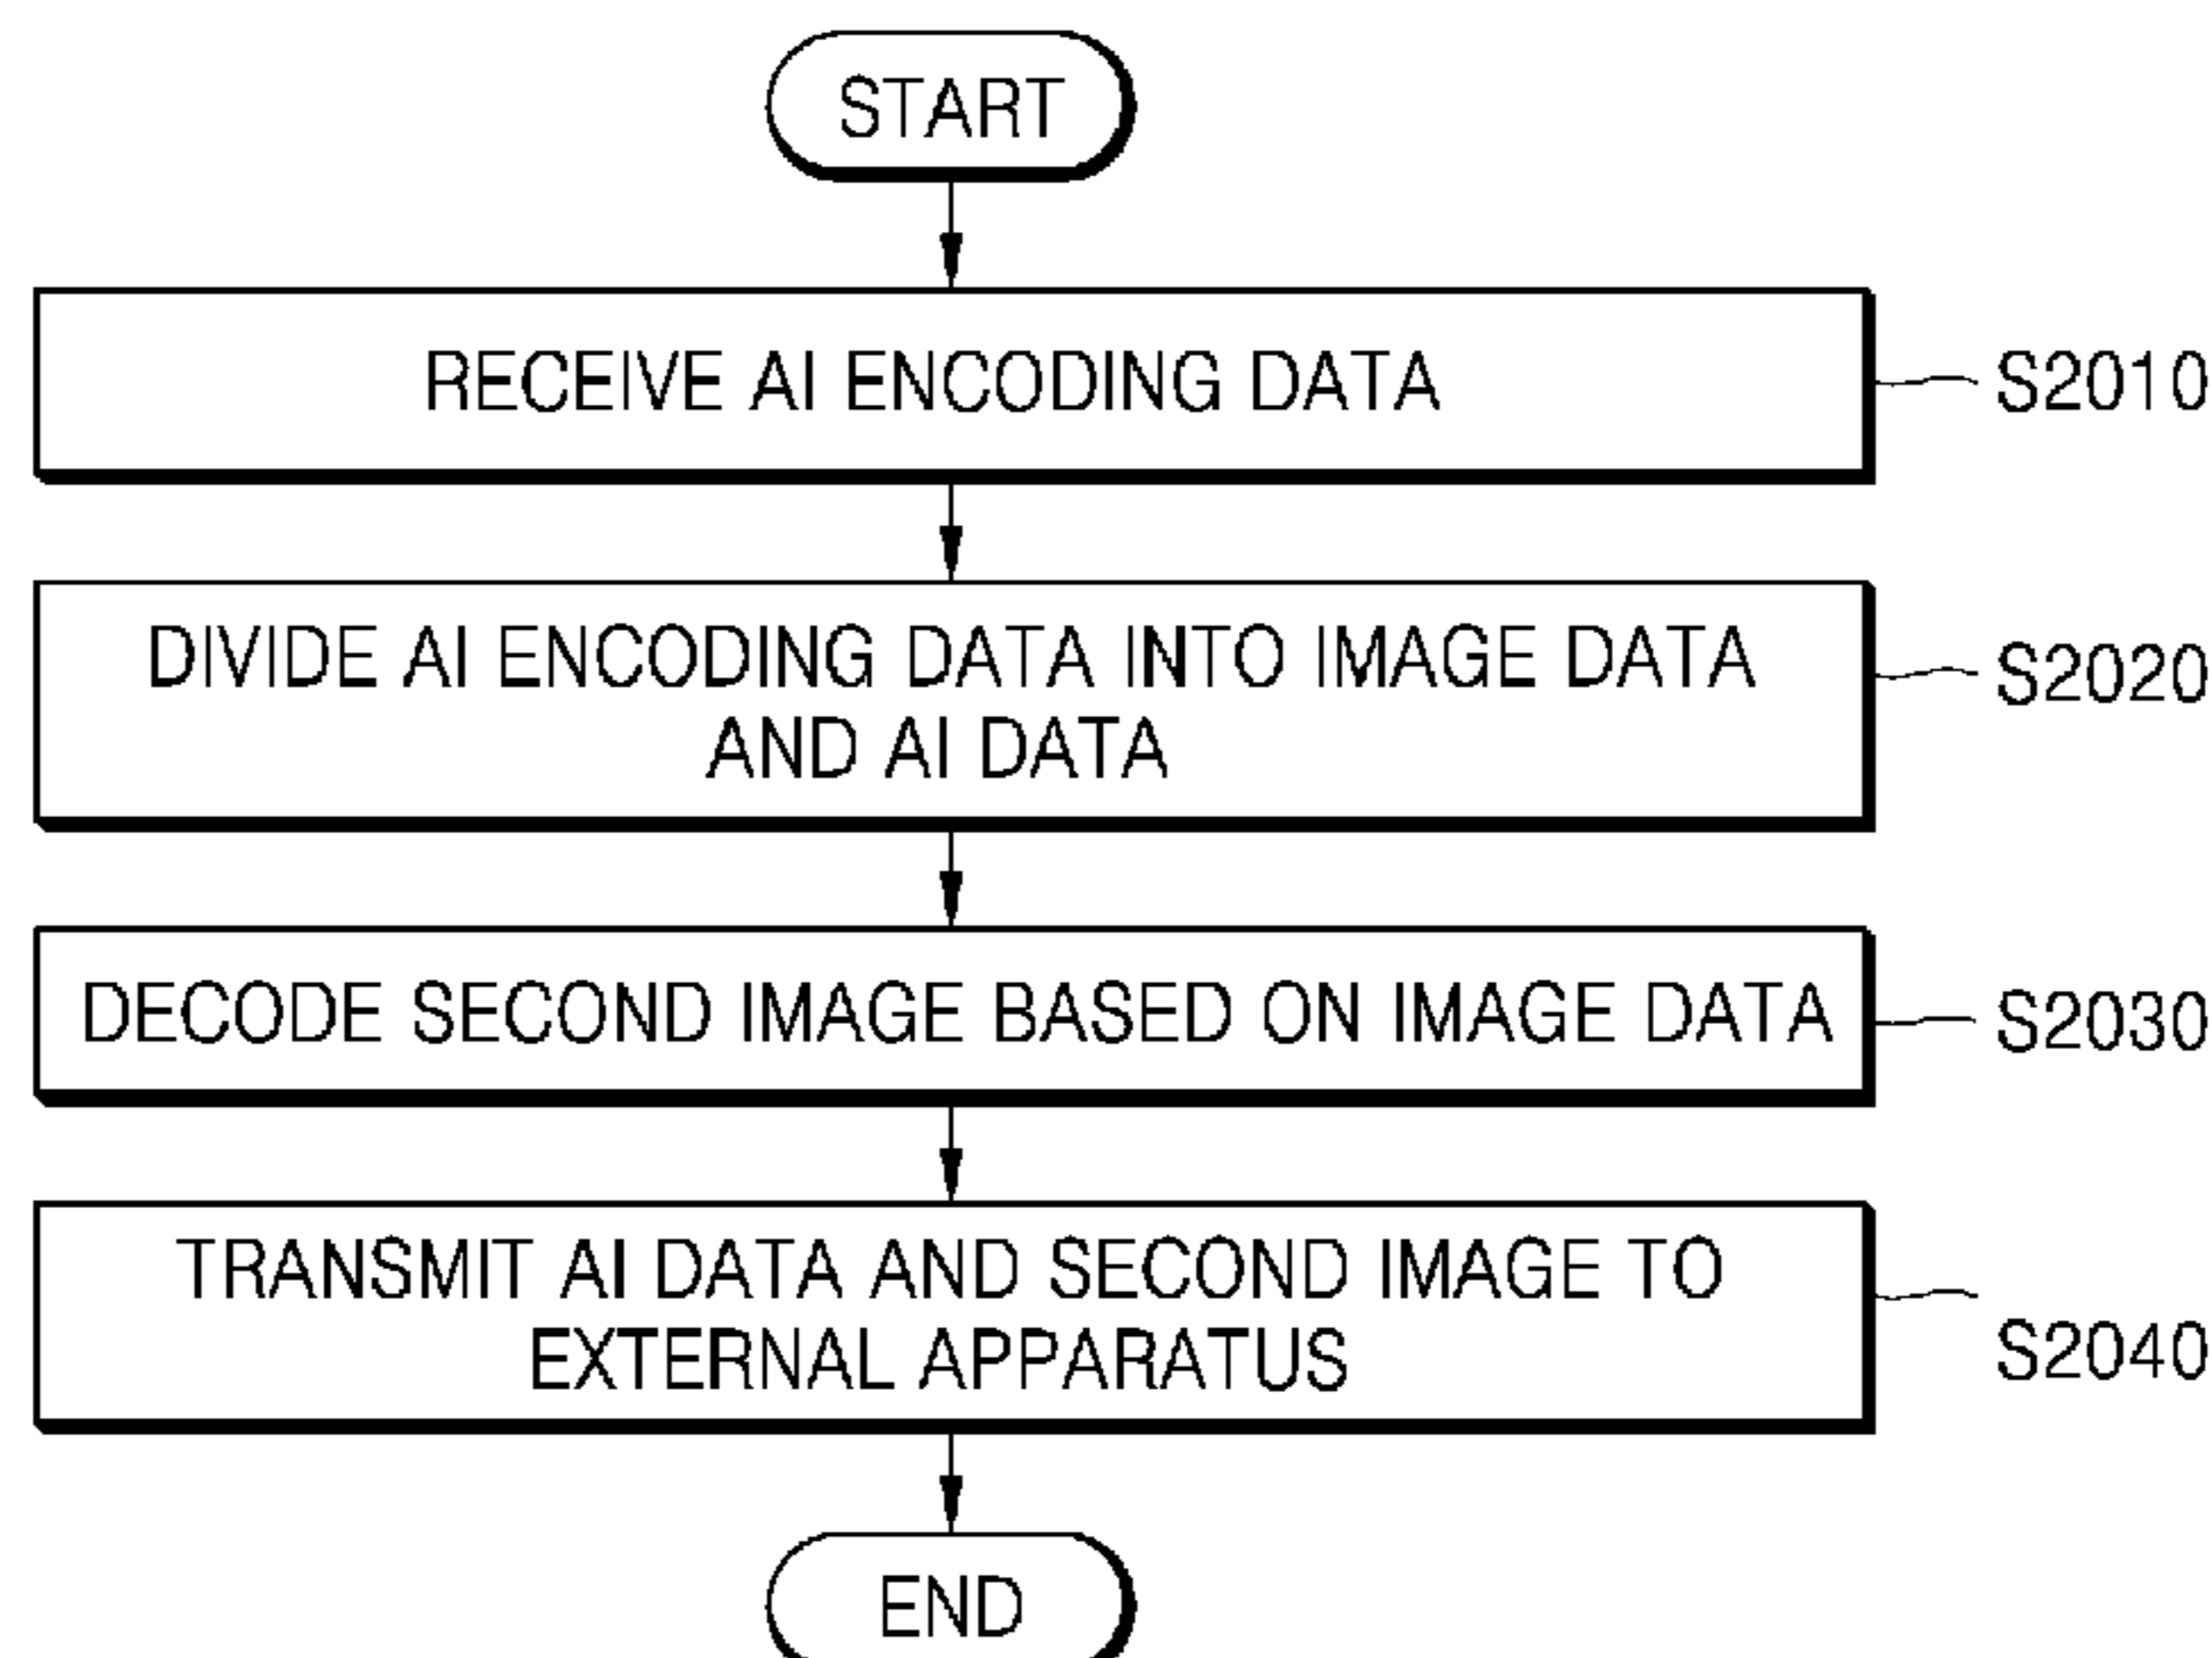 START
RECEIVE AI ENCODING DATA
S2010
DIVIDE AI ENCODING DATA INTO IMAGE DATA
AND AI DATA
S2020
DECODE SECOND IMAGE BASED ON IMAGE DATA
S2030
TRANSMIT AI DATA AND SECOND IMAGE TO
EXTERNAL APPARATUS
S2040
END